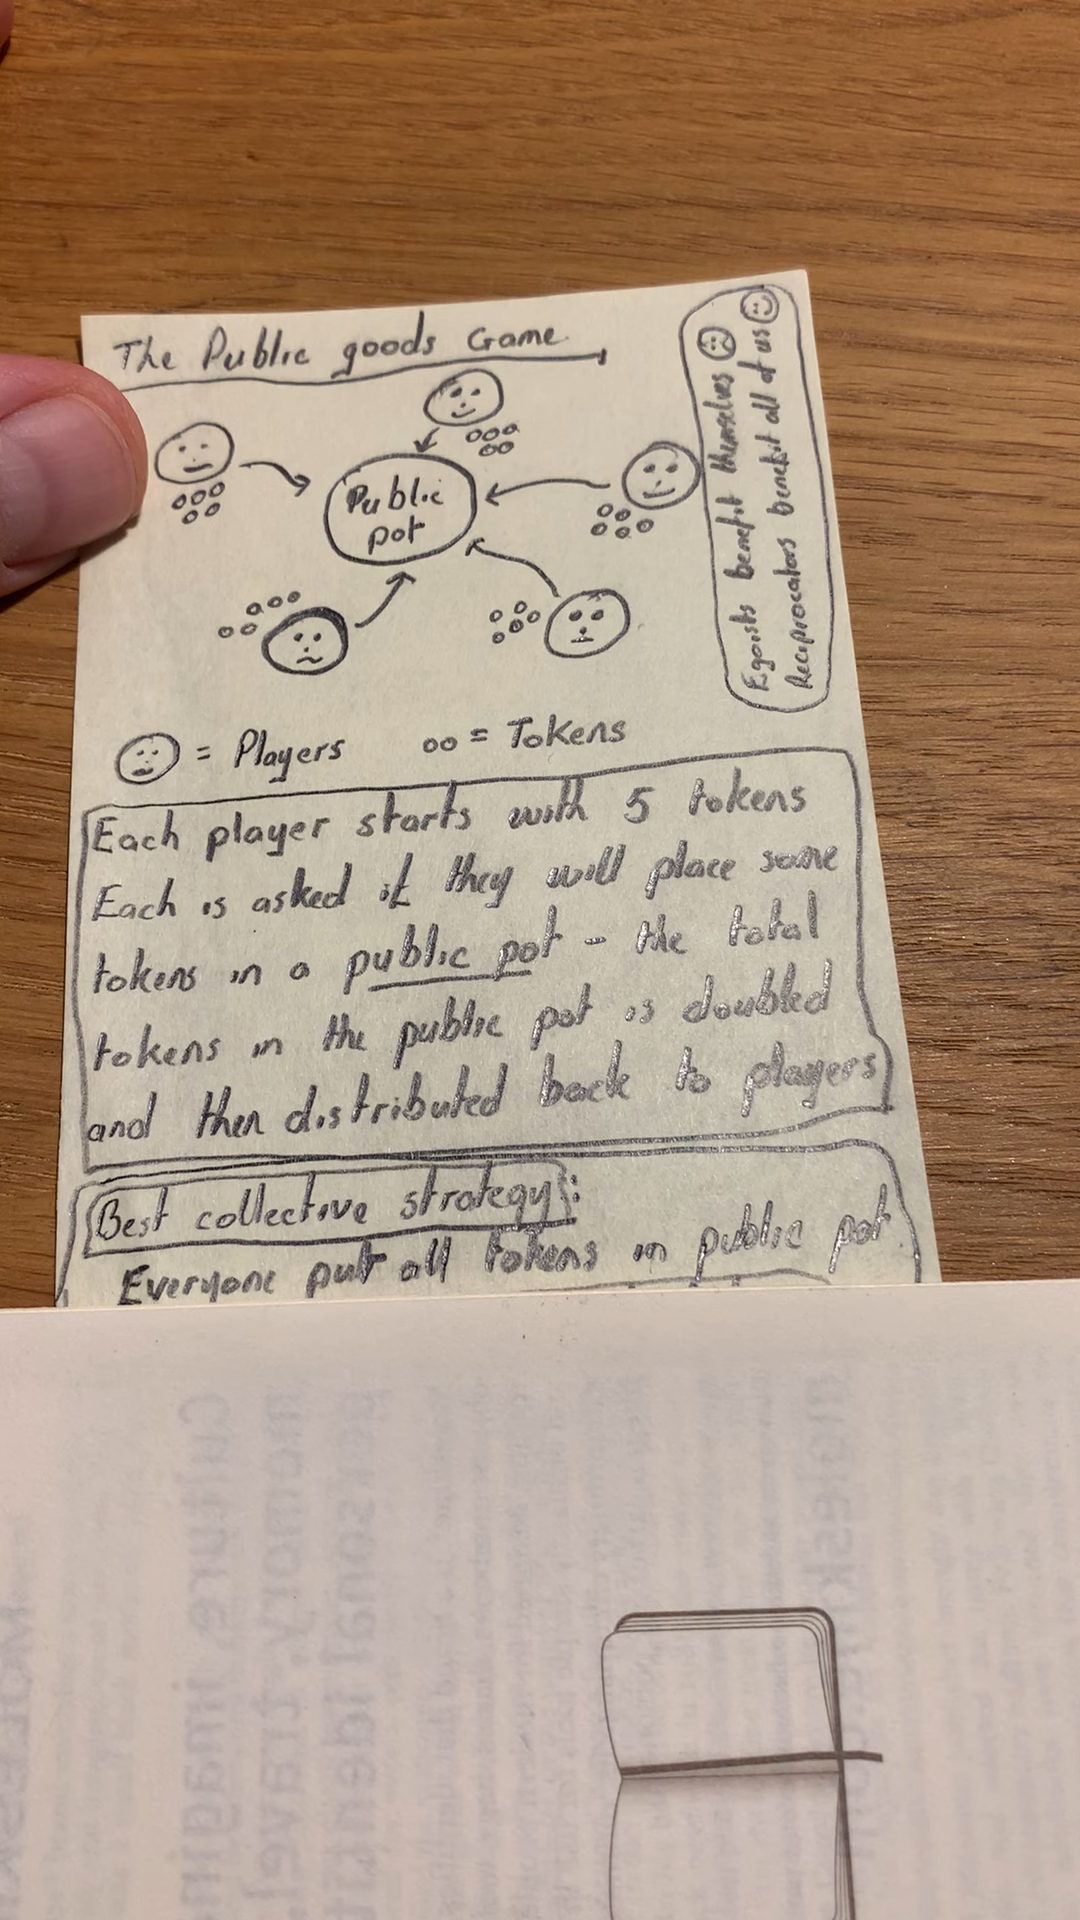 The Public goods Game
Public
pot
Egoists benefit themselves
Reciprocators benefit all of us
= Players
= Tokens
Each player starts with 5 tokens
Each is asked if they will place some
tokens in a public pot - the total
tokens in the public pot is doubled
and then distributed back to players
Best collective strategy:
Everyone put all tokens in public pot.